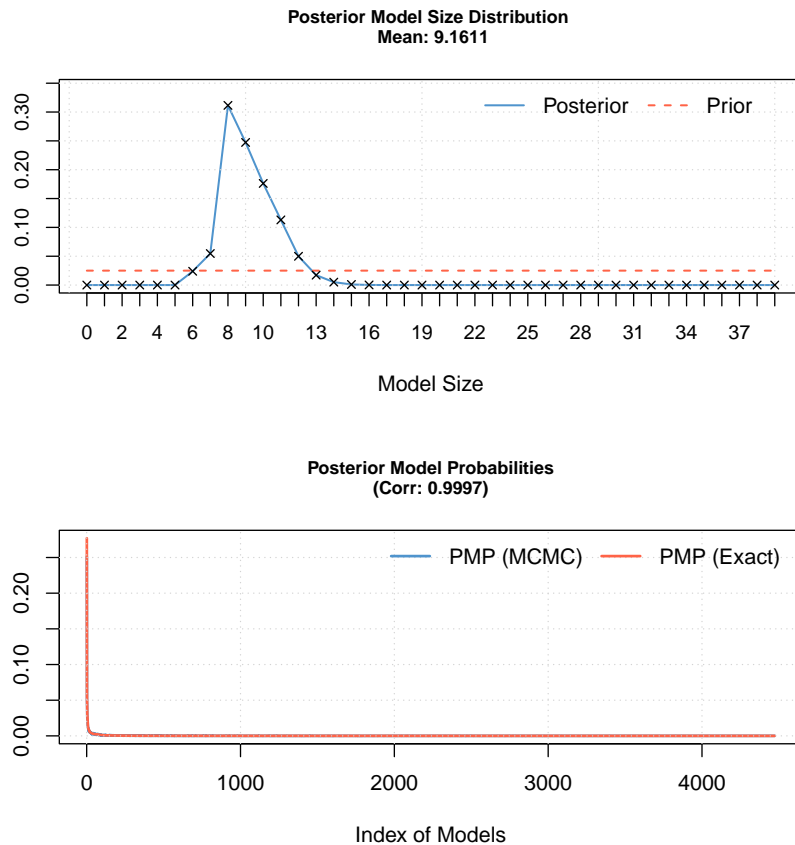 Posterior Model Size Distribution
Mean: 9.1611
0.00 0.10 0.20 0.30
Posterior Prior
0 2 4 6 8 10 13 16 19 22 25 28 31 34 37
Model Size
Posterior Model Probabilities
(Corr: 0.9997)
0.00 0.10 0.20
PMP (MCMC) PMP (Exact)
0 1000 2000 3000 4000
Index of Models